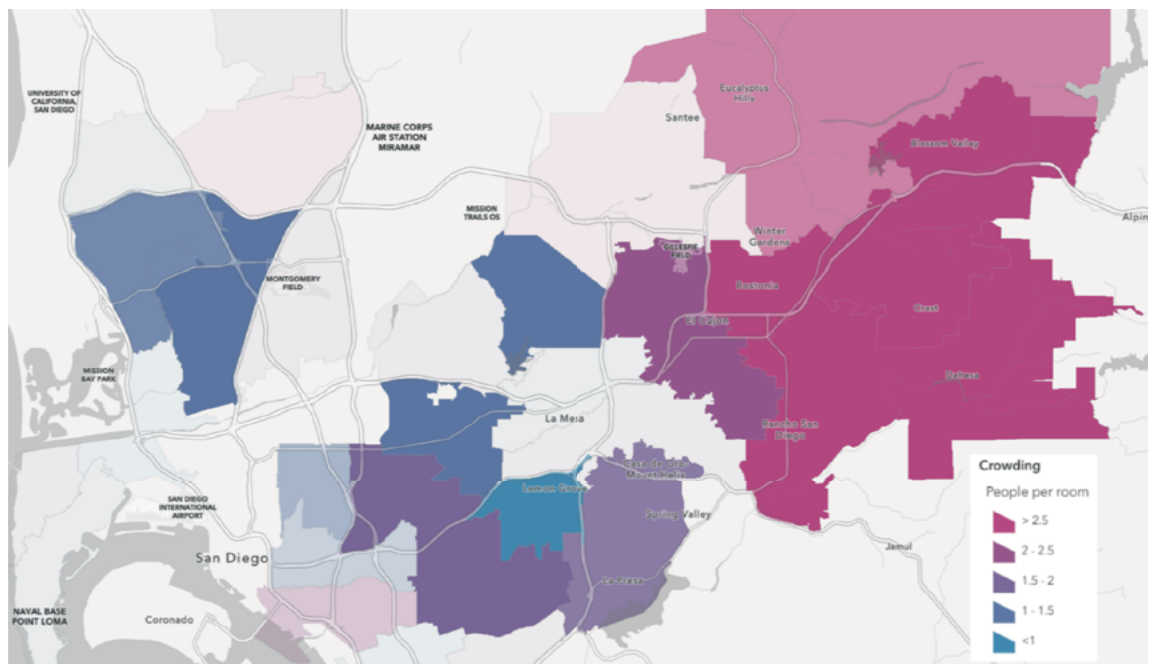 UNIVERSITY OF
CALIFORNIA,
SAN DIEGO
MARINE CORPS
AIR STATION
MIRAMAR
Santee
Eucalyptus
Hills
Blossom Valley
MISSION
TRAILS OS
Alpin
Winter
Gardens
GILLESPIE
FIELD
MONTGOMERY
FIELD
Bostonia
Crest
El Cajon
MISSION
BAY PARK
Dehesa
La Mesa
Rancho San
Diego
Casa de Oro-
Mount Helix
Lemon Grove
SAN DIEGO
INTERNATIONAL
AIRPORT
Spring Valley
San Diego
Jamul
La Presa
NAVAL BASE
POINT LOMA
Coronado
Crowding
People per room
> 2.5
2 - 2.5
1.5 - 2
1 - 1.5
<1